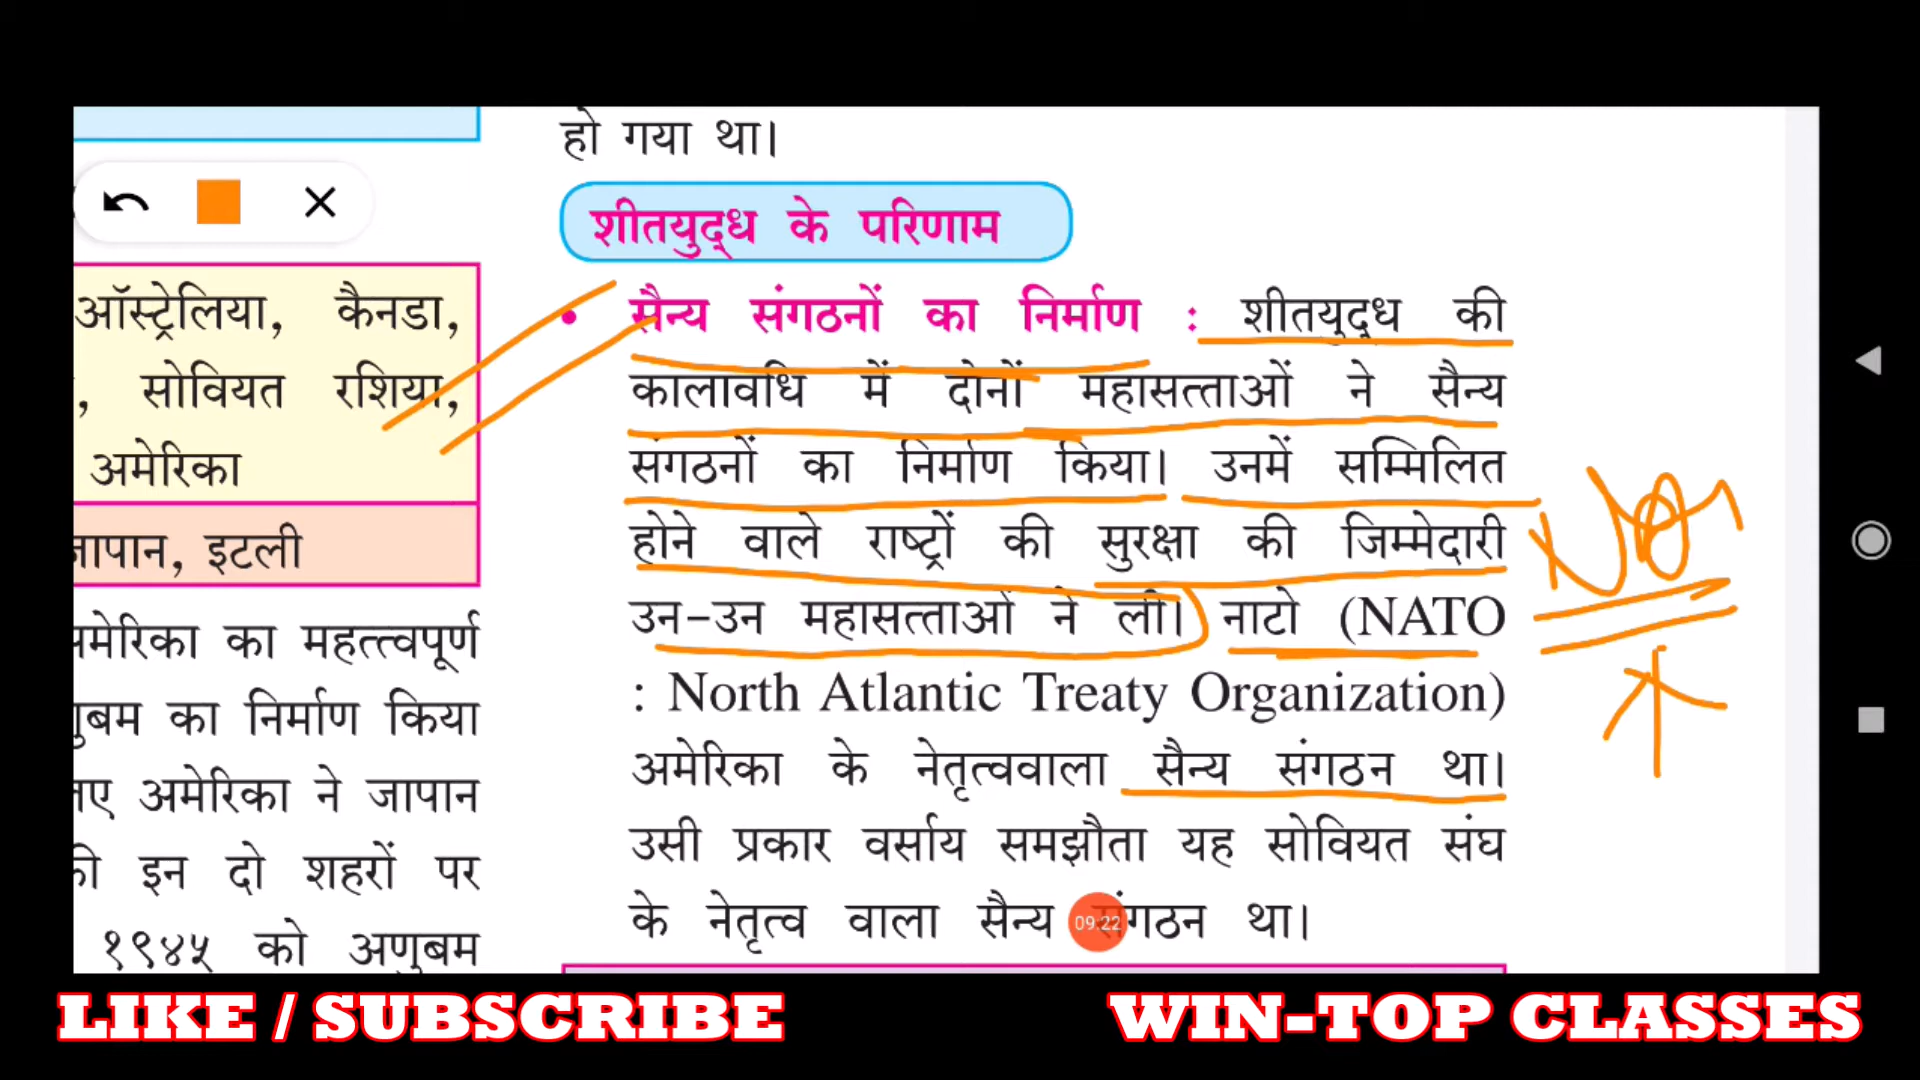 ऑस्ट्रेलिया, कैनडा,
, सोवियत रशिया,
अमेरिका
जापान, इटली
अमेरिका का महत्त्वपूर्ण
का निर्माण किया
अमेरिका ने जापान
इन दो शहरों पर
१९४५ को अणुबम
हो गया था।
शीतयुद्ध के परिणाम
• सैन्य संगठनों का निर्माण : शीतयुद्ध की
कालावधि में दोनों महासत्ताओं ने सैन्य
संगठनों का निर्माण किया। उनमें सम्मिलित
होने वाले राष्ट्रों की सुरक्षा की जिम्मेदारी
उन-उन महासत्ताओं ने ली। नाटो (NATO
: North Atlantic Treaty Organization)
अमेरिका के नेतृत्ववाला सैन्य संगठन था।
उसी प्रकार वर्साय समझौता यह सोवियत संघ
के नेतृत्व वाला सैन्य संगठन था।
09:22
LIKE / SUBSCRIBE
WIN-TOP CLASSES